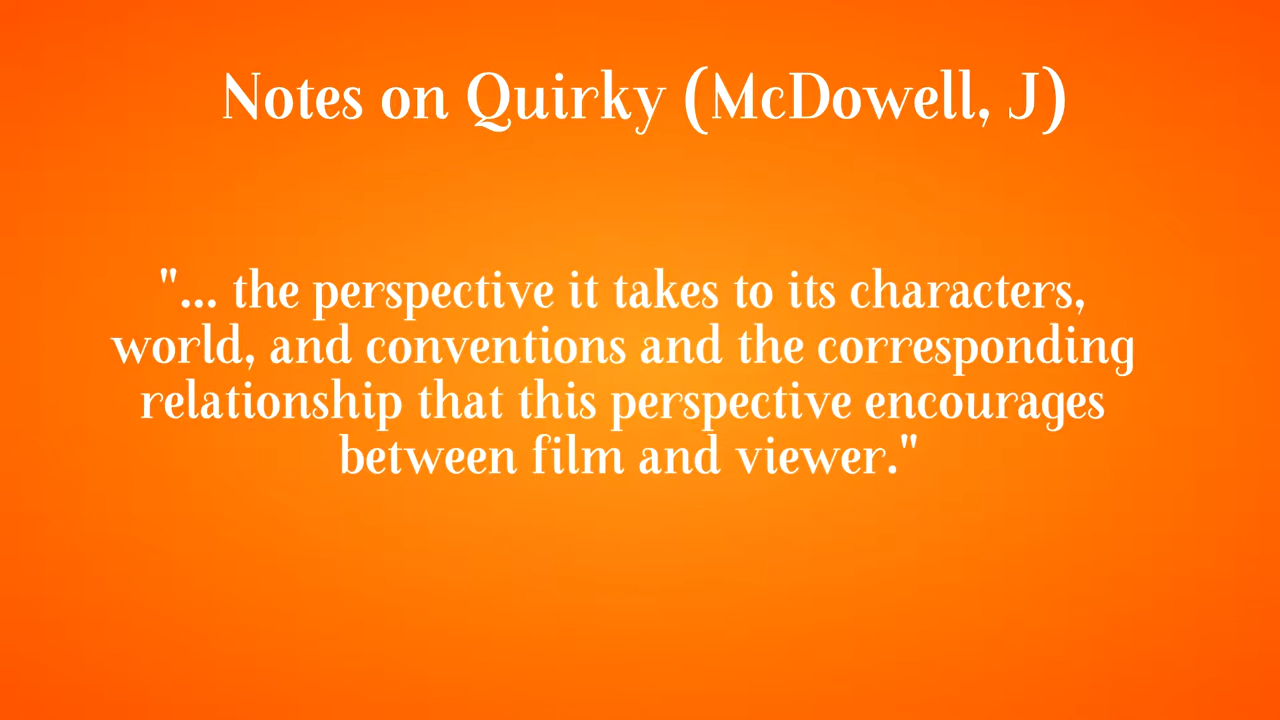 Notes on Quirky (McDowell, J)
"... the perspective it takes to its characters,
world, and conventions and the corresponding
relationship that this perspective encourages
between film and viewer."